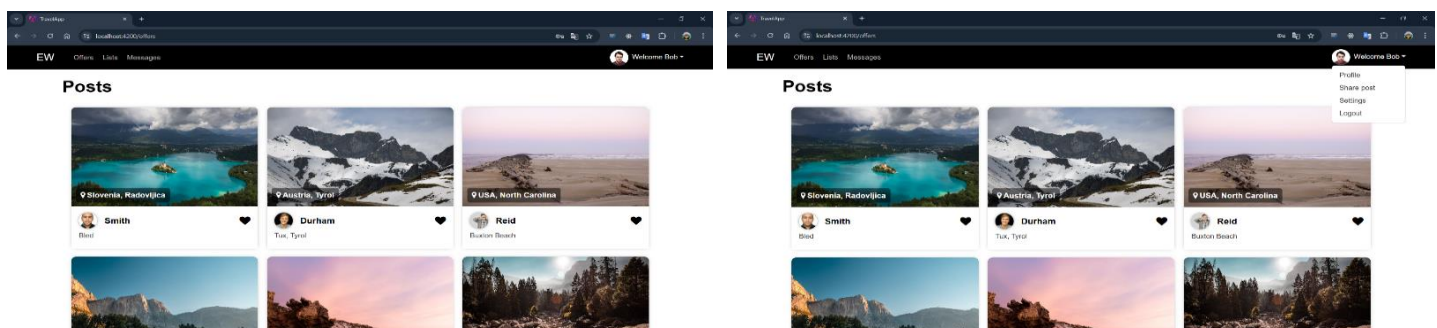 TravelApp
localhost:4200/offers
EW Offers Lists Messages Welcome Bob
Posts
Slovenia, Radovljica
Austria, Tyrol
USA, North Carolina
Smith
Durham
Reid
Bled
Tux, Tyrol
Buxton Beach
TravelApp
localhost:4200/offers
EW Offers Lists Messages Welcome Bob
Profile
Share post
Settings
Logout
Posts
Slovenia, Radovljica
Austria, Tyrol
USA, North Carolina
Smith
Durham
Reid
Bled
Tux, Tyrol
Buxton Beach